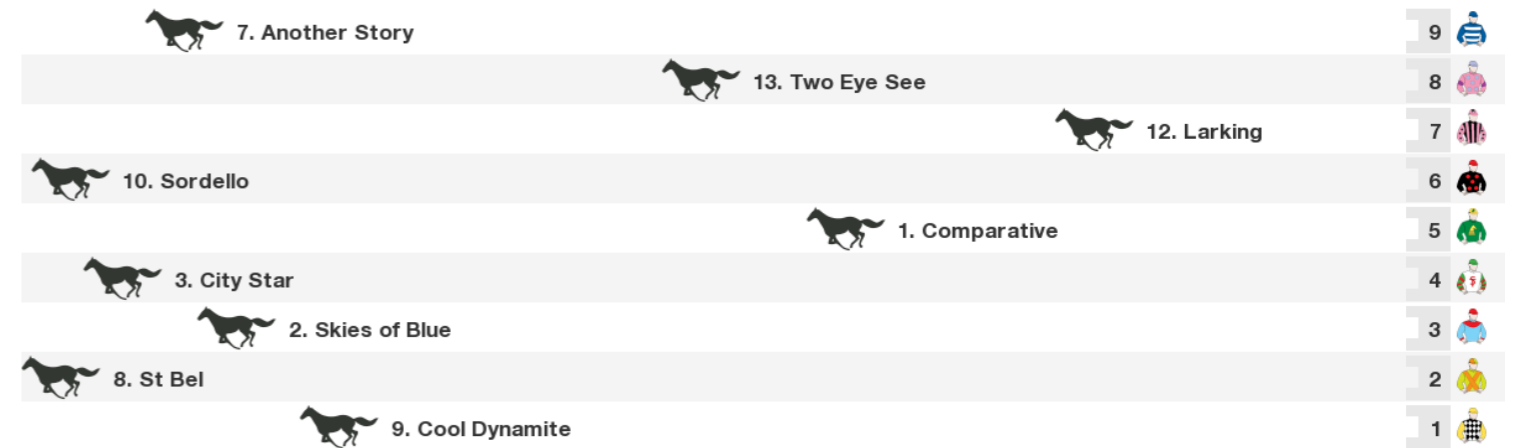 7. Another Story 9
13. Two Eye See 8
12. Larking 7
10. Sordello 6
1. Comparative 5
3. City Star 4
2. Skies of Blue 3
8. St Bel 2
9. Cool Dynamite 1